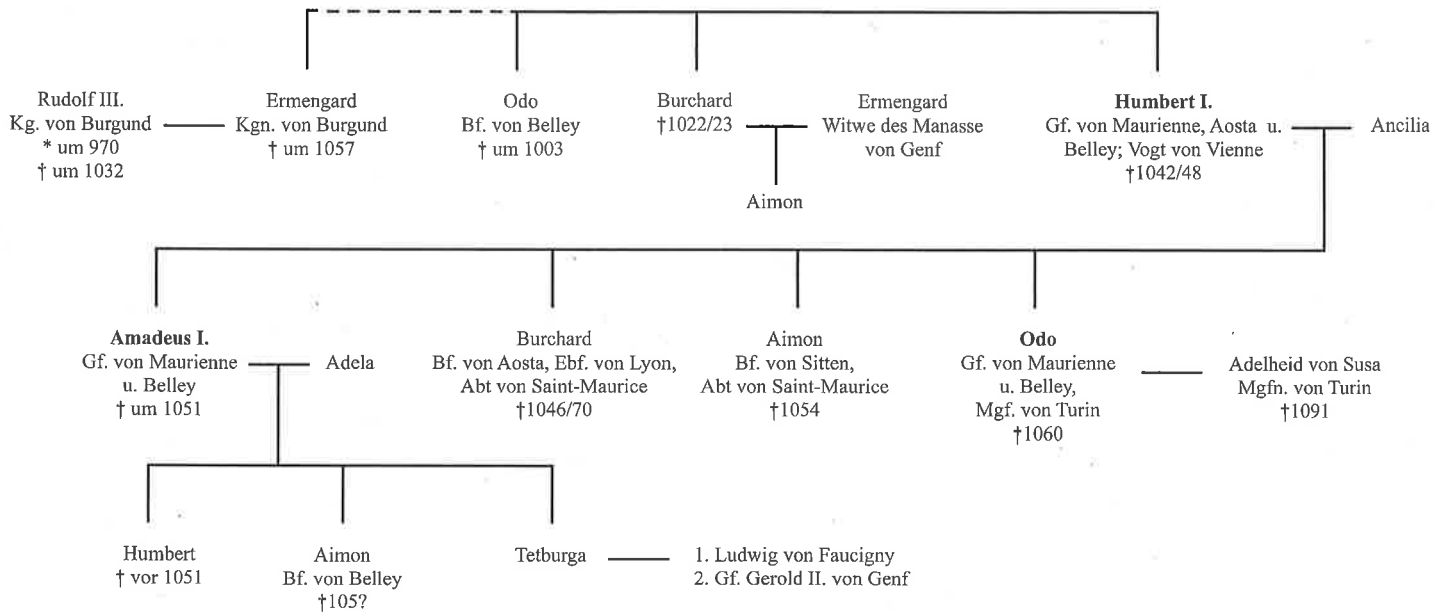 Rudolf III.
Kg. von Burgund
* um 970
† um 1032
Ermengard
Kgn. von Burgund
† um 1057
Odo
Bf. von Belley
† um 1003
Burchard
†1022/23
Ermengard
Witwe des Manasse
von Genf
Humbert I.
Gf. von Maurienne, Aosta u.
Belley; Vogt von Vienne
†1042/48
Ancilia
Aimon
Amadeus I.
Gf. von Maurienne
u. Belley
† um 1051
Adela
Burchard
Bf. von Aosta, Ebf. von Lyon,
Abt von Saint-Maurice
†1046/70
Aimon
Bf. von Sitten,
Abt von Saint-Maurice
†1054
Odo
Gf. von Maurienne
u. Belley,
Mgf. von Turin
†1060
Adelheid von Susa
Mgfn. von Turin
†1091
Humbert
† vor 1051
Aimon
Bf. von Belley
†105?
Tetburga
1. Ludwig von Faucigny
2. Gf. Gerold II. von Genf